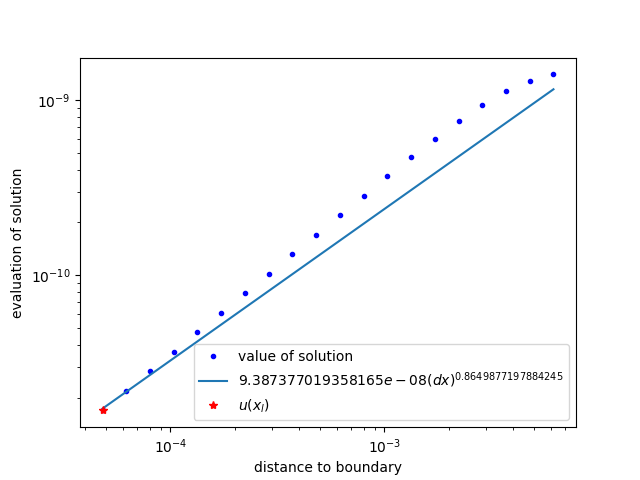 evaluation of solution
10⁻⁹
10⁻¹⁰
value of solution
9.387377019358165e − 08(dx)^0.8649877197884245
u(x_l)
10⁻⁴
10⁻³
distance to boundary